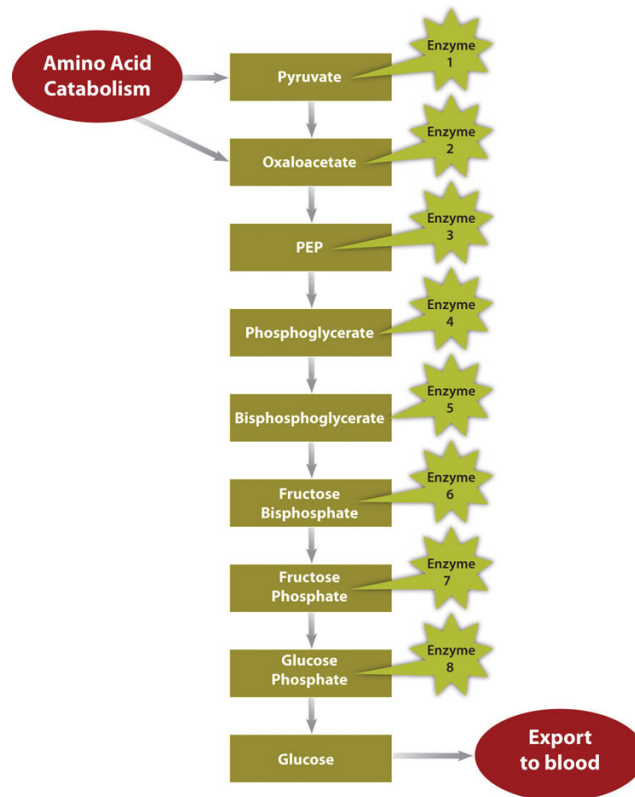 Amino Acid
Catabolism
Pyruvate
Enzyme
1
Oxaloacetate
Enzyme
2
PEP
Enzyme
3
Phosphoglycerate
Enzyme
4
Bisphosphoglycerate
Enzyme
5
Fructose
Bisphosphate
Enzyme
6
Fructose
Phosphate
Enzyme
7
Glucose
Phosphate
Enzyme
8
Glucose
Export
to blood